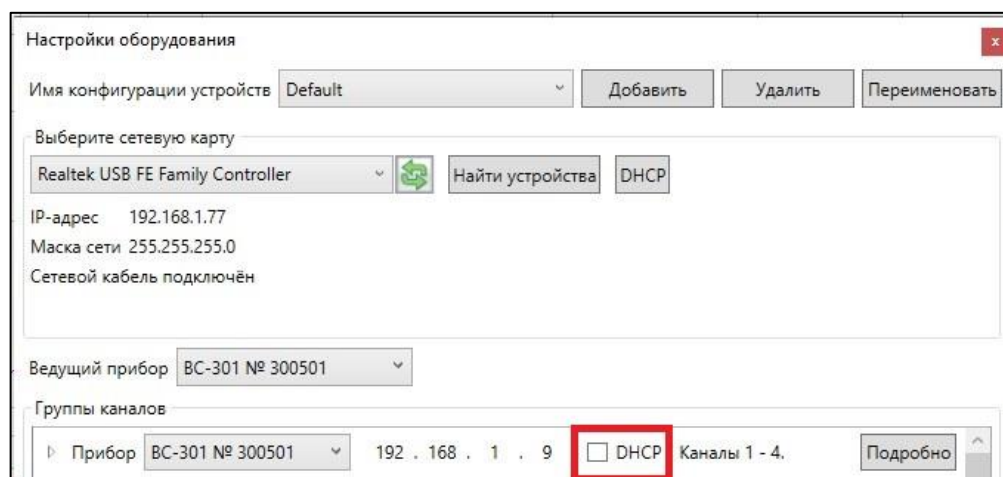 Настройки оборудования x
Имя конфигурации устройств Default Добавить Удалить Переименовать
Выберите сетевую карту
Realtek USB FE Family Controller Найти устройства DHCP
IP-адрес 192.168.1.77
Маска сети 255.255.255.0
Сетевой кабель подключён
Ведущий прибор ВС-301 № 300501
Группы каналов
Прибор ВС-301 № 300501 192 . 168 . 1 . 9 DHCP Каналы 1 - 4. Подробно